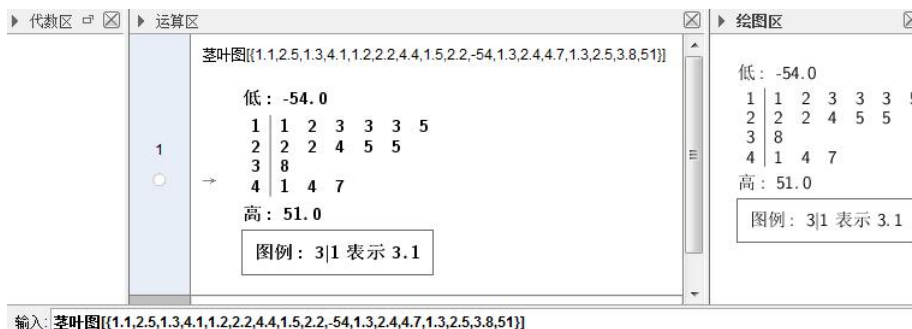 代数区
运算区
绘图区
茎叶图[{1.1,2.5,1.3,4.1,1.2,2.2,4.4,1.5,2.2,-54,1.3,2.4,4.7,1.3,2.5,3.8,51}]
低: -54.0
1 | 1 2 3 3 3 5
2 | 2 2 4 5 5
3 | 8
4 | 1 4 7
高: 51.0
图例: 3|1 表示 3.1
1
→
低: -54.0
1 | 1 2 3 3 3 5
2 | 2 2 4 5 5
3 | 8
4 | 1 4 7
高: 51.0
图例: 3|1 表示 3.1
输入: 茎叶图[{1.1,2.5,1.3,4.1,1.2,2.2,4.4,1.5,2.2,-54,1.3,2.4,4.7,1.3,2.5,3.8,51}]